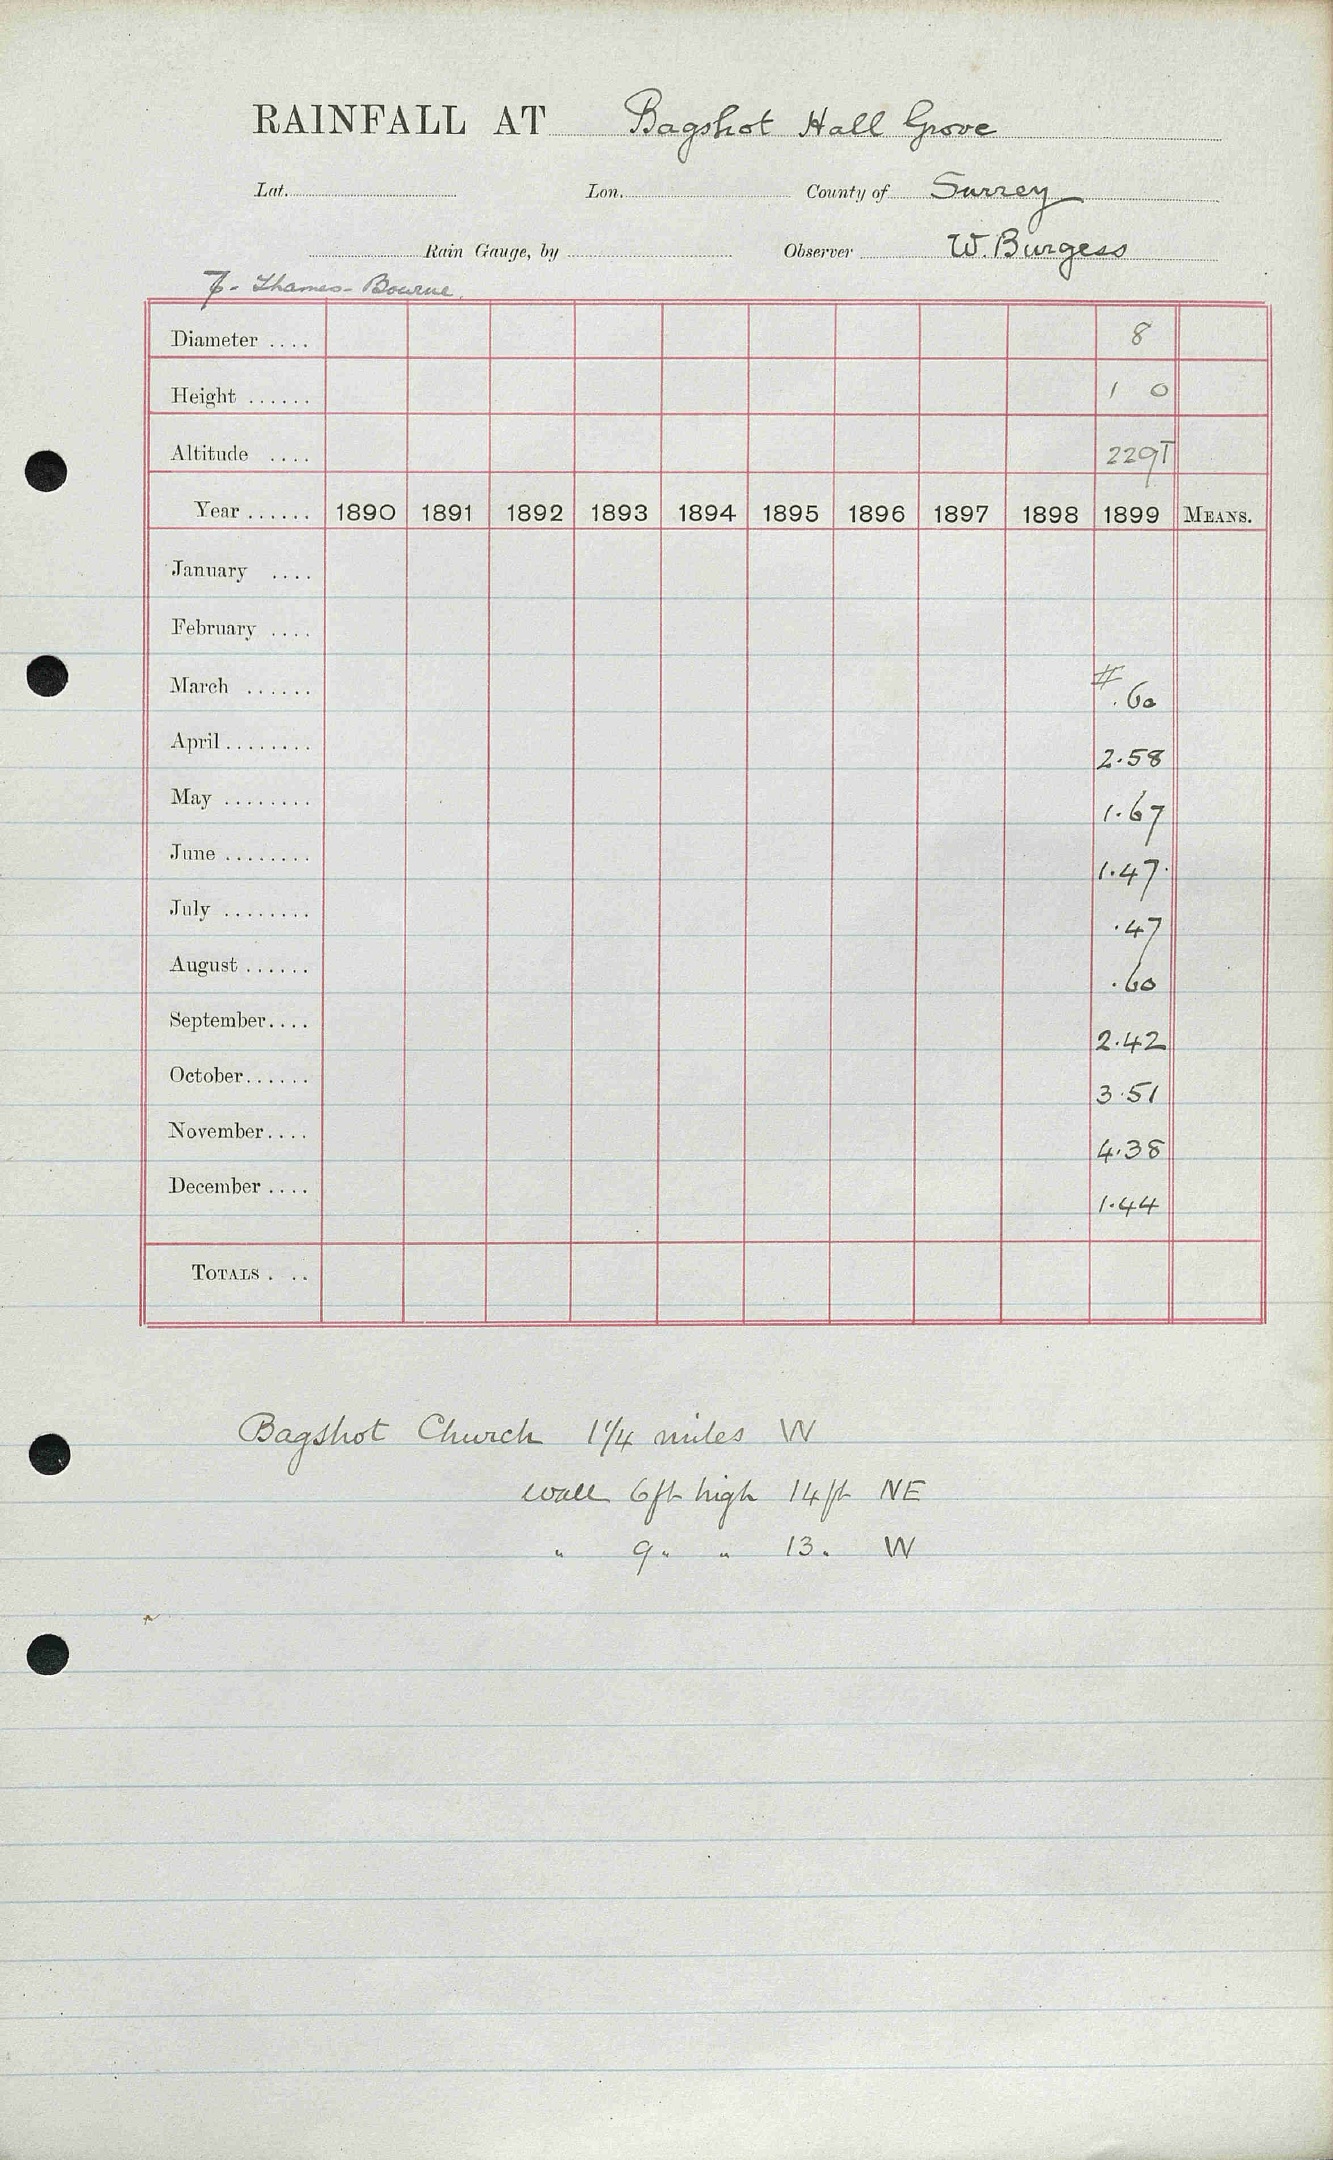 RAINFALL AT Bagshot Hall Grove
Lat. Lon. County of Surrey
Rain Gauge, by Observer W. Burgess
7. Thames - Bourne
Diameter .... 8
Height ...... 1 0
Altitude .... 229T
Year ...... 1890 1891 1892 1893 1894 1895 1896 1897 1898 1899 MEANS.
January ....
February ....
March ...... # .60
April ........ 2.58
May ........ 1.67
June ........ 1.47
July ........ .47
August ...... .60
September.... 2.42
October...... 3.51
November.... 4.38
December .... 1.44
TOTALS . ..
Bagshot Church 1 1/4 miles W
wall 6ft high 14ft NE
" 9" " 13" W